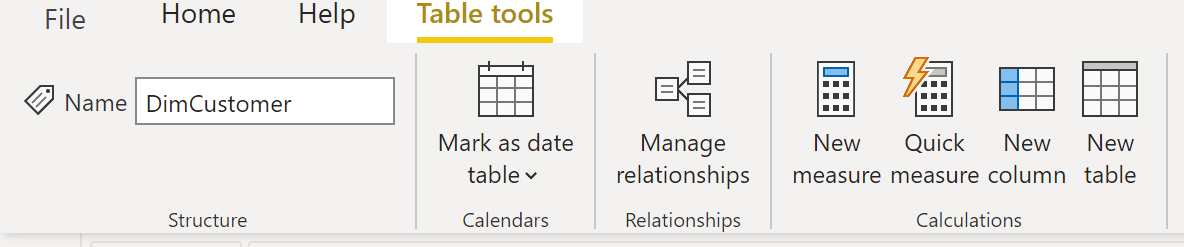 File Home Help Table tools
Name DimCustomer
Mark as date
table
Manage
relationships
New
measure
Quick
measure
New
column
New
table
Structure Calendars Relationships Calculations